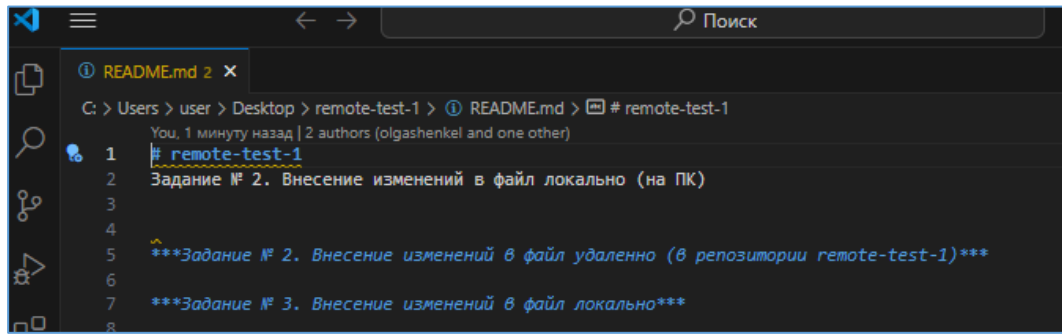 Поиск
README.md 2
C: > Users > user > Desktop > remote-test-1 > README.md > # remote-test-1
You, 1 минуту назад | 2 authors (olgashenkel and one other)
1 # remote-test-1
2 Задание № 2. Внесение изменений в файл локально (на ПК)
3
4
5 ***Задание № 2. Внесение изменений в файл удаленно (в репозитории remote-test-1)***
6
7 ***Задание № 3. Внесение изменений в файл локально***
8